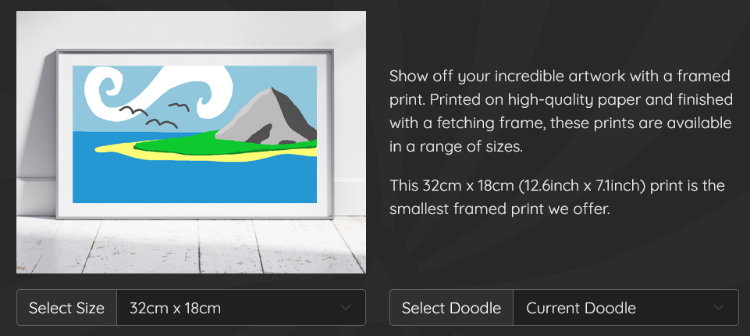 Show off your incredible artwork with a framed
print. Printed on high-quality paper and finished
with a fetching frame, these prints are available
in a range of sizes.
This 32cm x 18cm (12.6inch x 7.1inch) print is the
smallest framed print we offer.
Select Size 32cm x 18cm
Select Doodle Current Doodle